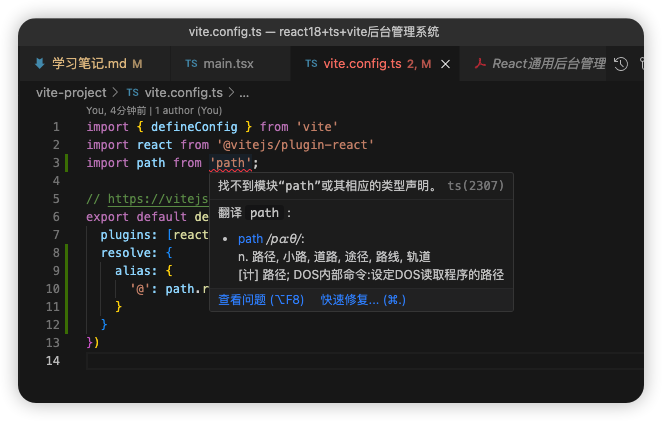 vite.config.ts — react18+ts+vite后台管理系统
学习笔记.md M
TS main.tsx
TS vite.config.ts 2, M
React通用后台管理
vite-project > TS vite.config.ts > ...
You, 4分钟前 | 1 author (You)
1 import { defineConfig } from 'vite'
2 import react from '@vitejs/plugin-react'
3 import path from 'path';
找不到模块“path”或其相应的类型声明。 ts(2307)
翻译 path :
• path /pɑ:θ/:
n. 路径, 小路, 道路, 途径, 路线, 轨道
[计] 路径; DOS内部命令:设定DOS读取程序的路径
查看问题 (⌥F8) 快速修复... (⌘.)
4
5 // https://vitejs
6 export default de
7 plugins: [react
8 resolve: {
9 alias: {
10 '@': path.r
11 }
12 }
13 })
14